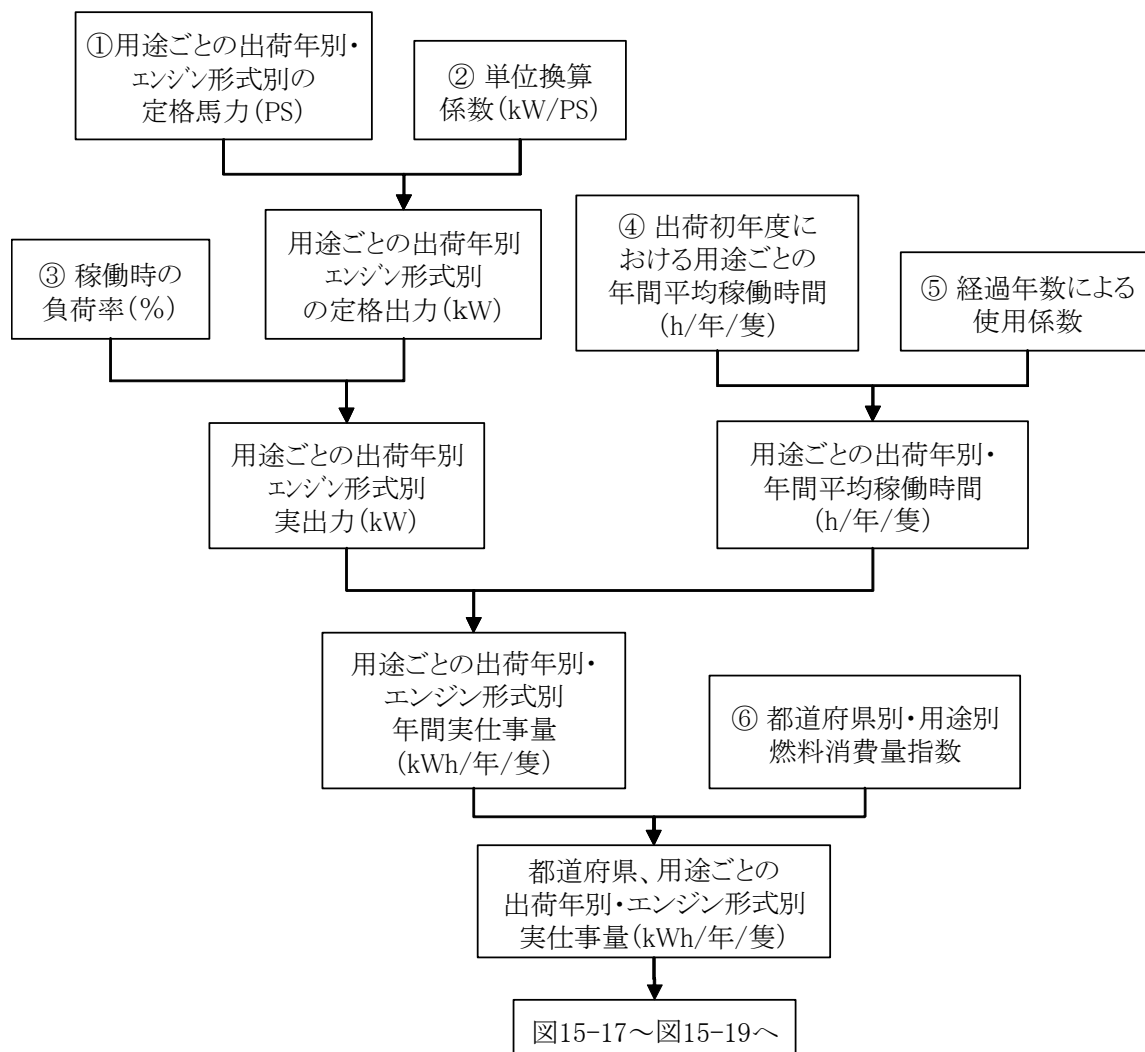 ①用途ごとの出荷年別・
ｴﾝｼﾞﾝ形式別の
定格馬力(PS)
② 単位換算
係数(kW/PS)
③ 稼働時の
負荷率(%)
用途ごとの出荷年別
ｴﾝｼﾞﾝ形式別
の定格出力(kW)
④ 出荷初年度に
おける用途ごとの
年間平均稼働時間
(h/年/隻)
⑤ 経過年数による
使用係数
用途ごとの出荷年別
ｴﾝｼﾞﾝ形式別
実出力(kW)
用途ごとの出荷年別・
年間平均稼働時間
(h/年/隻)
用途ごとの出荷年別・
エンジン形式別
年間実仕事量
(kWh/年/隻)
⑥ 都道府県別・用途別
燃料消費量指数
都道府県、用途ごとの
出荷年別・ｴﾝｼﾞﾝ形式別
実仕事量(kWh/年/隻)
図15-17～図15-19へ